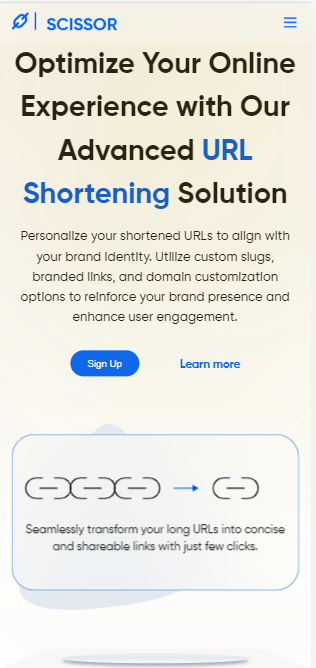 SCISSOR
Optimize Your Online
Experience with Our
Advanced URL
Shortening Solution
Personalize your shortened URLs to align with
your brand identity. Utilize custom slugs,
branded links, and domain customization
options to reinforce your brand presence and
enhance user engagement.
Sign Up Learn more
Seamlessly transform your long URLs into concise
and shareable links with just few clicks.